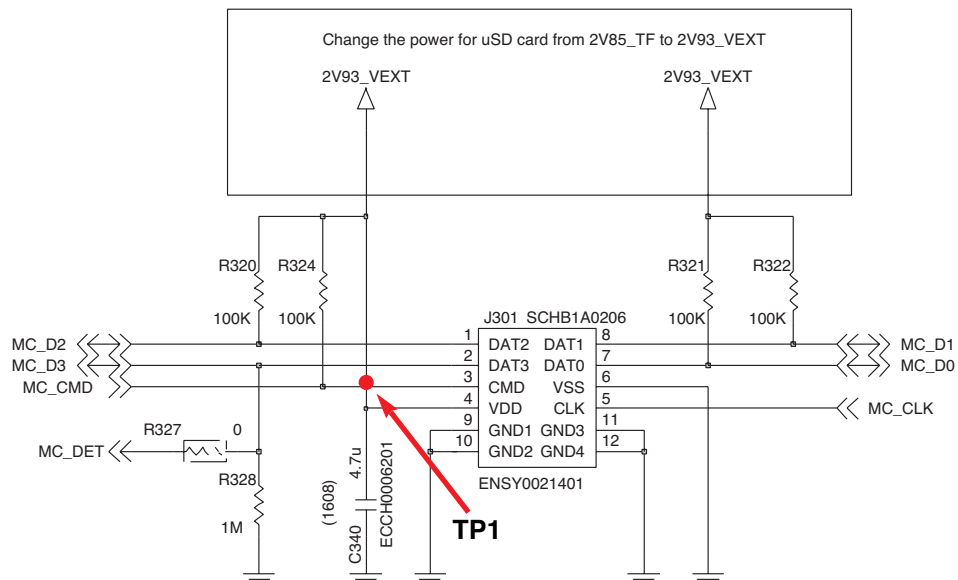 Change the power for uSD card from 2V85_TF to 2V93_VEXT
2V93_VEXT
2V93_VEXT
R320
R324
R321
R322
100K
100K
100K
100K
J301 SCHB1A0206
MC_D2
1
DAT2
DAT1
8
MC_D1
MC_D3
2
DAT3
DAT0
7
MC_D0
MC_CMD
3
CMD
VSS
6
4
VDD
CLK
5
MC_CLK
9
GND1
GND3
11
10
GND2
GND4
12
ENSY0021401
R327
0
MC_DET
R328
1M
(1608)
C340
4.7u
ECCH0006201
TP1